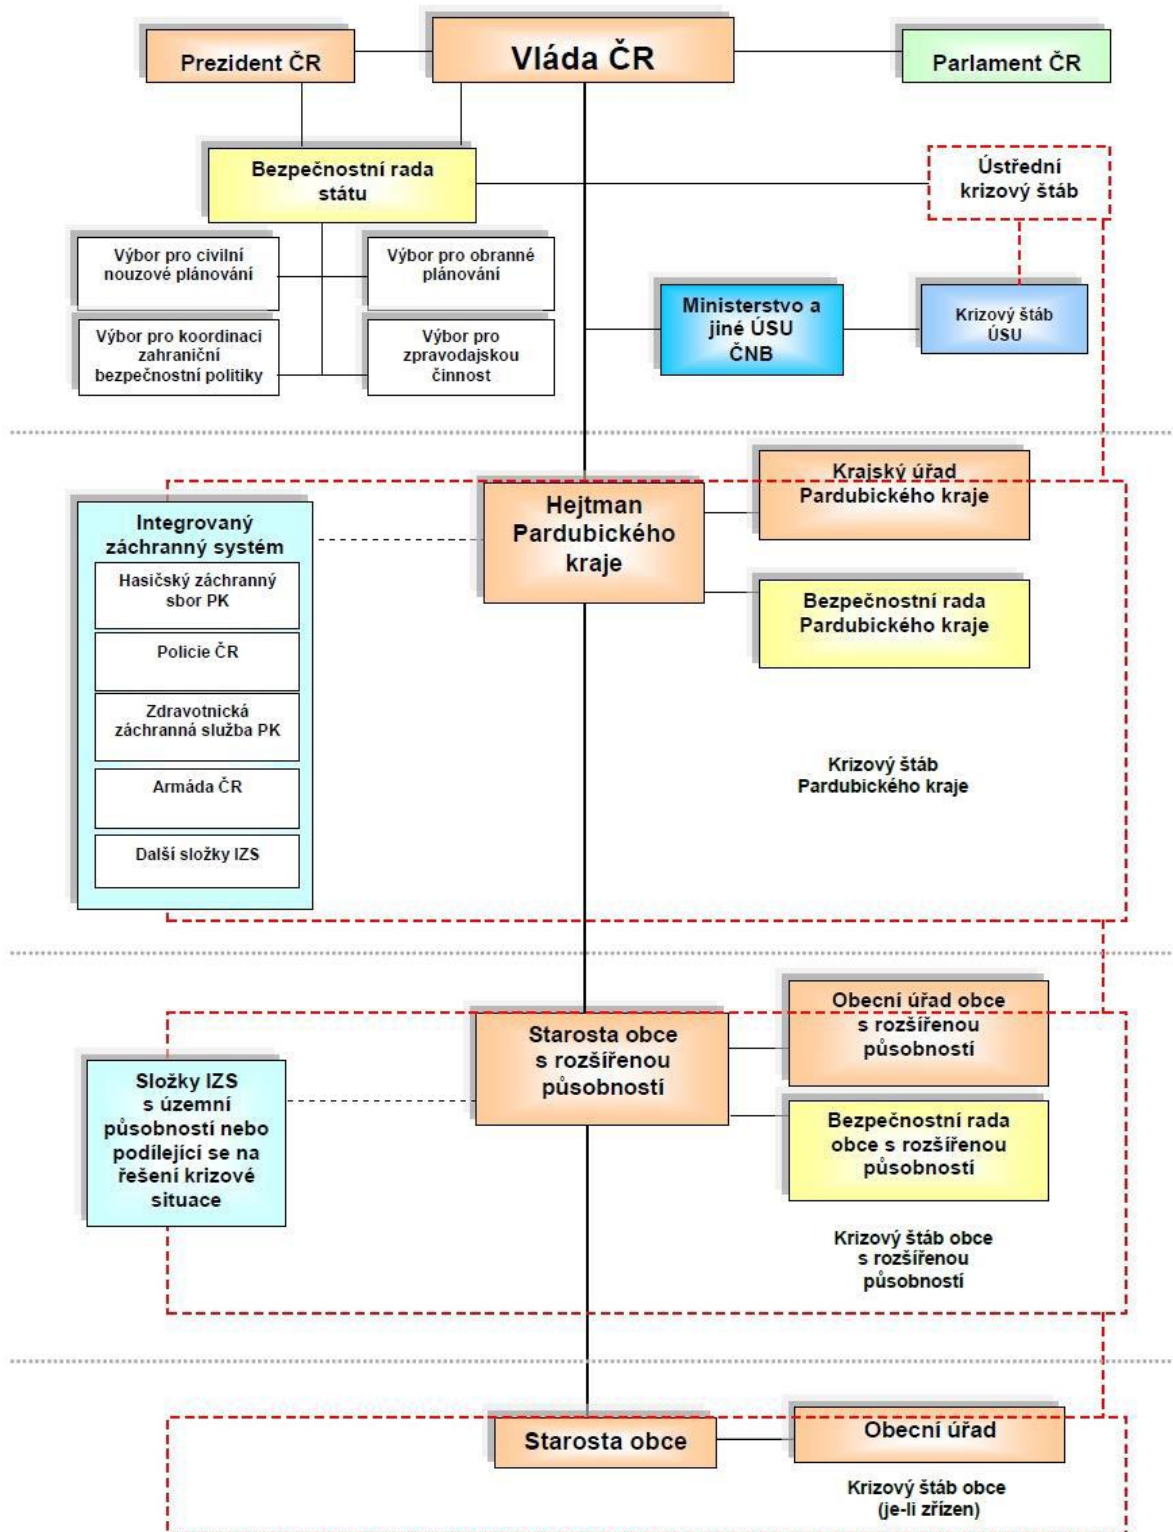 Prezident ČR
Vláda ČR
Parlament ČR
Bezpečnostní rada
státu
Ústřední
krizový štáb
Výbor pro civilní
nouzové plánování
Výbor pro obranné
plánování
Výbor pro koordinaci
zahraniční
bezpečnostní politiky
Výbor pro
zpravodajskou
činnost
Ministerstvo a
jiné ÚSU
ČNB
Krizový štáb
ÚSU
Hejtman
Pardubického
kraje
Krajský úřad
Pardubického kraje
Bezpečnostní rada
Pardubického kraje
Integrovaný
záchranný systém
Hasičský záchranný
sbor PK
Policie ČR
Zdravotnická
záchranná služba PK
Armáda ČR
Další složky IZS
Krizový štáb
Pardubického kraje
Starosta obce
s rozšířenou
působností
Obecní úřad obce
s rozšířenou
působností
Bezpečnostní rada
obce s rozšířenou
působností
Složky IZS
s územní
působností nebo
podílející se na
řešení krizové
situace
Krizový štáb obce
s rozšířenou
působností
Starosta obce
Obecní úřad
Krizový štáb obce
(je-li zřízen)